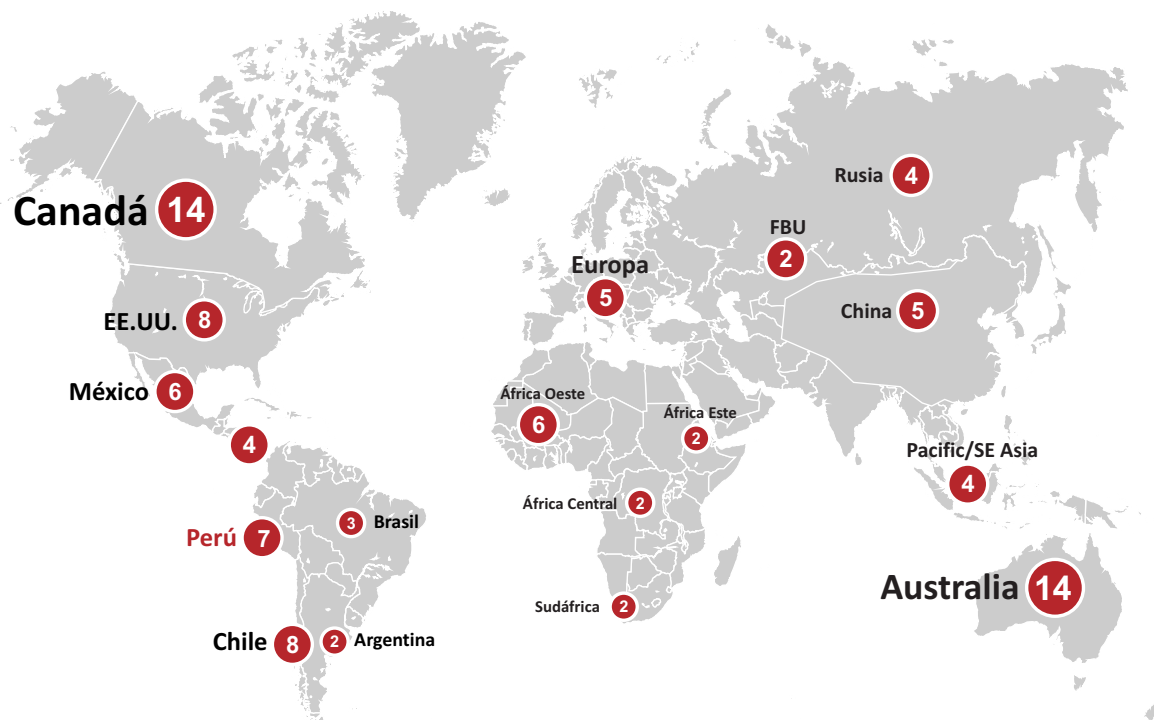 Rusia 4
Canadá 14
FBU
2
Europa
5
EE.UU. 8
China 5
México 6
África Oeste
6
África Este
2
4
Pacific/SE Asia
4
África Central 2
3 Brasil
Perú 7
Australia 14
Sudáfrica 2
Chile 8
2 Argentina